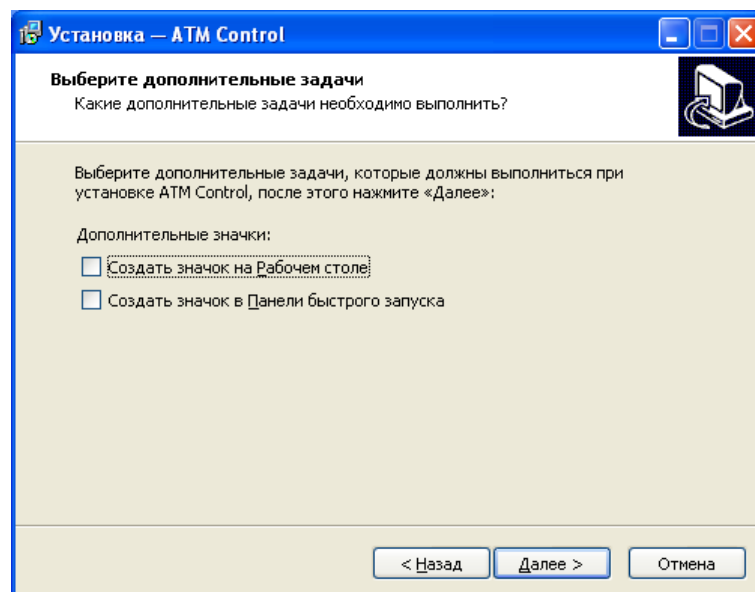 Установка — ATM Control
Выберите дополнительные задачи
Какие дополнительные задачи необходимо выполнить?
Выберите дополнительные задачи, которые должны выполниться при
установке ATM Control, после этого нажмите «Далее»:
Дополнительные значки:
Создать значок на Рабочем столе
Создать значок в Панели быстрого запуска
< Назад
Далее >
Отмена